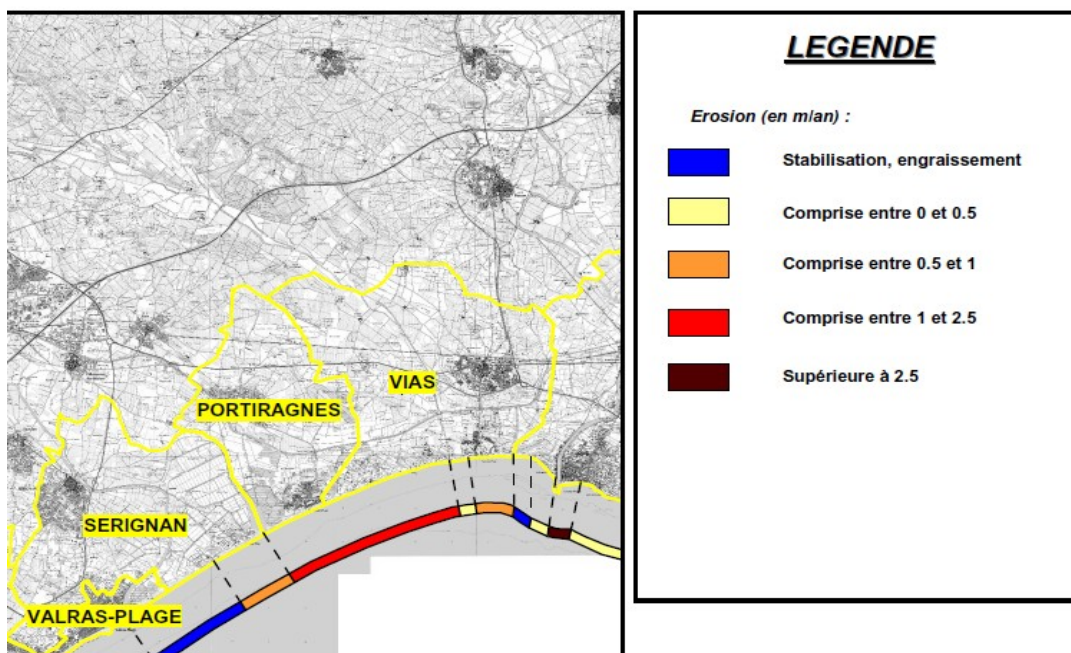 LEGENDE
Erosion (en m/an) :
Stabilisation, engraissement
Comprise entre 0 et 0.5
Comprise entre 0.5 et 1
Comprise entre 1 et 2.5
Supérieure à 2.5
VIAS
PORTIRAGNES
SERIGNAN
VALRAS-PLAGE